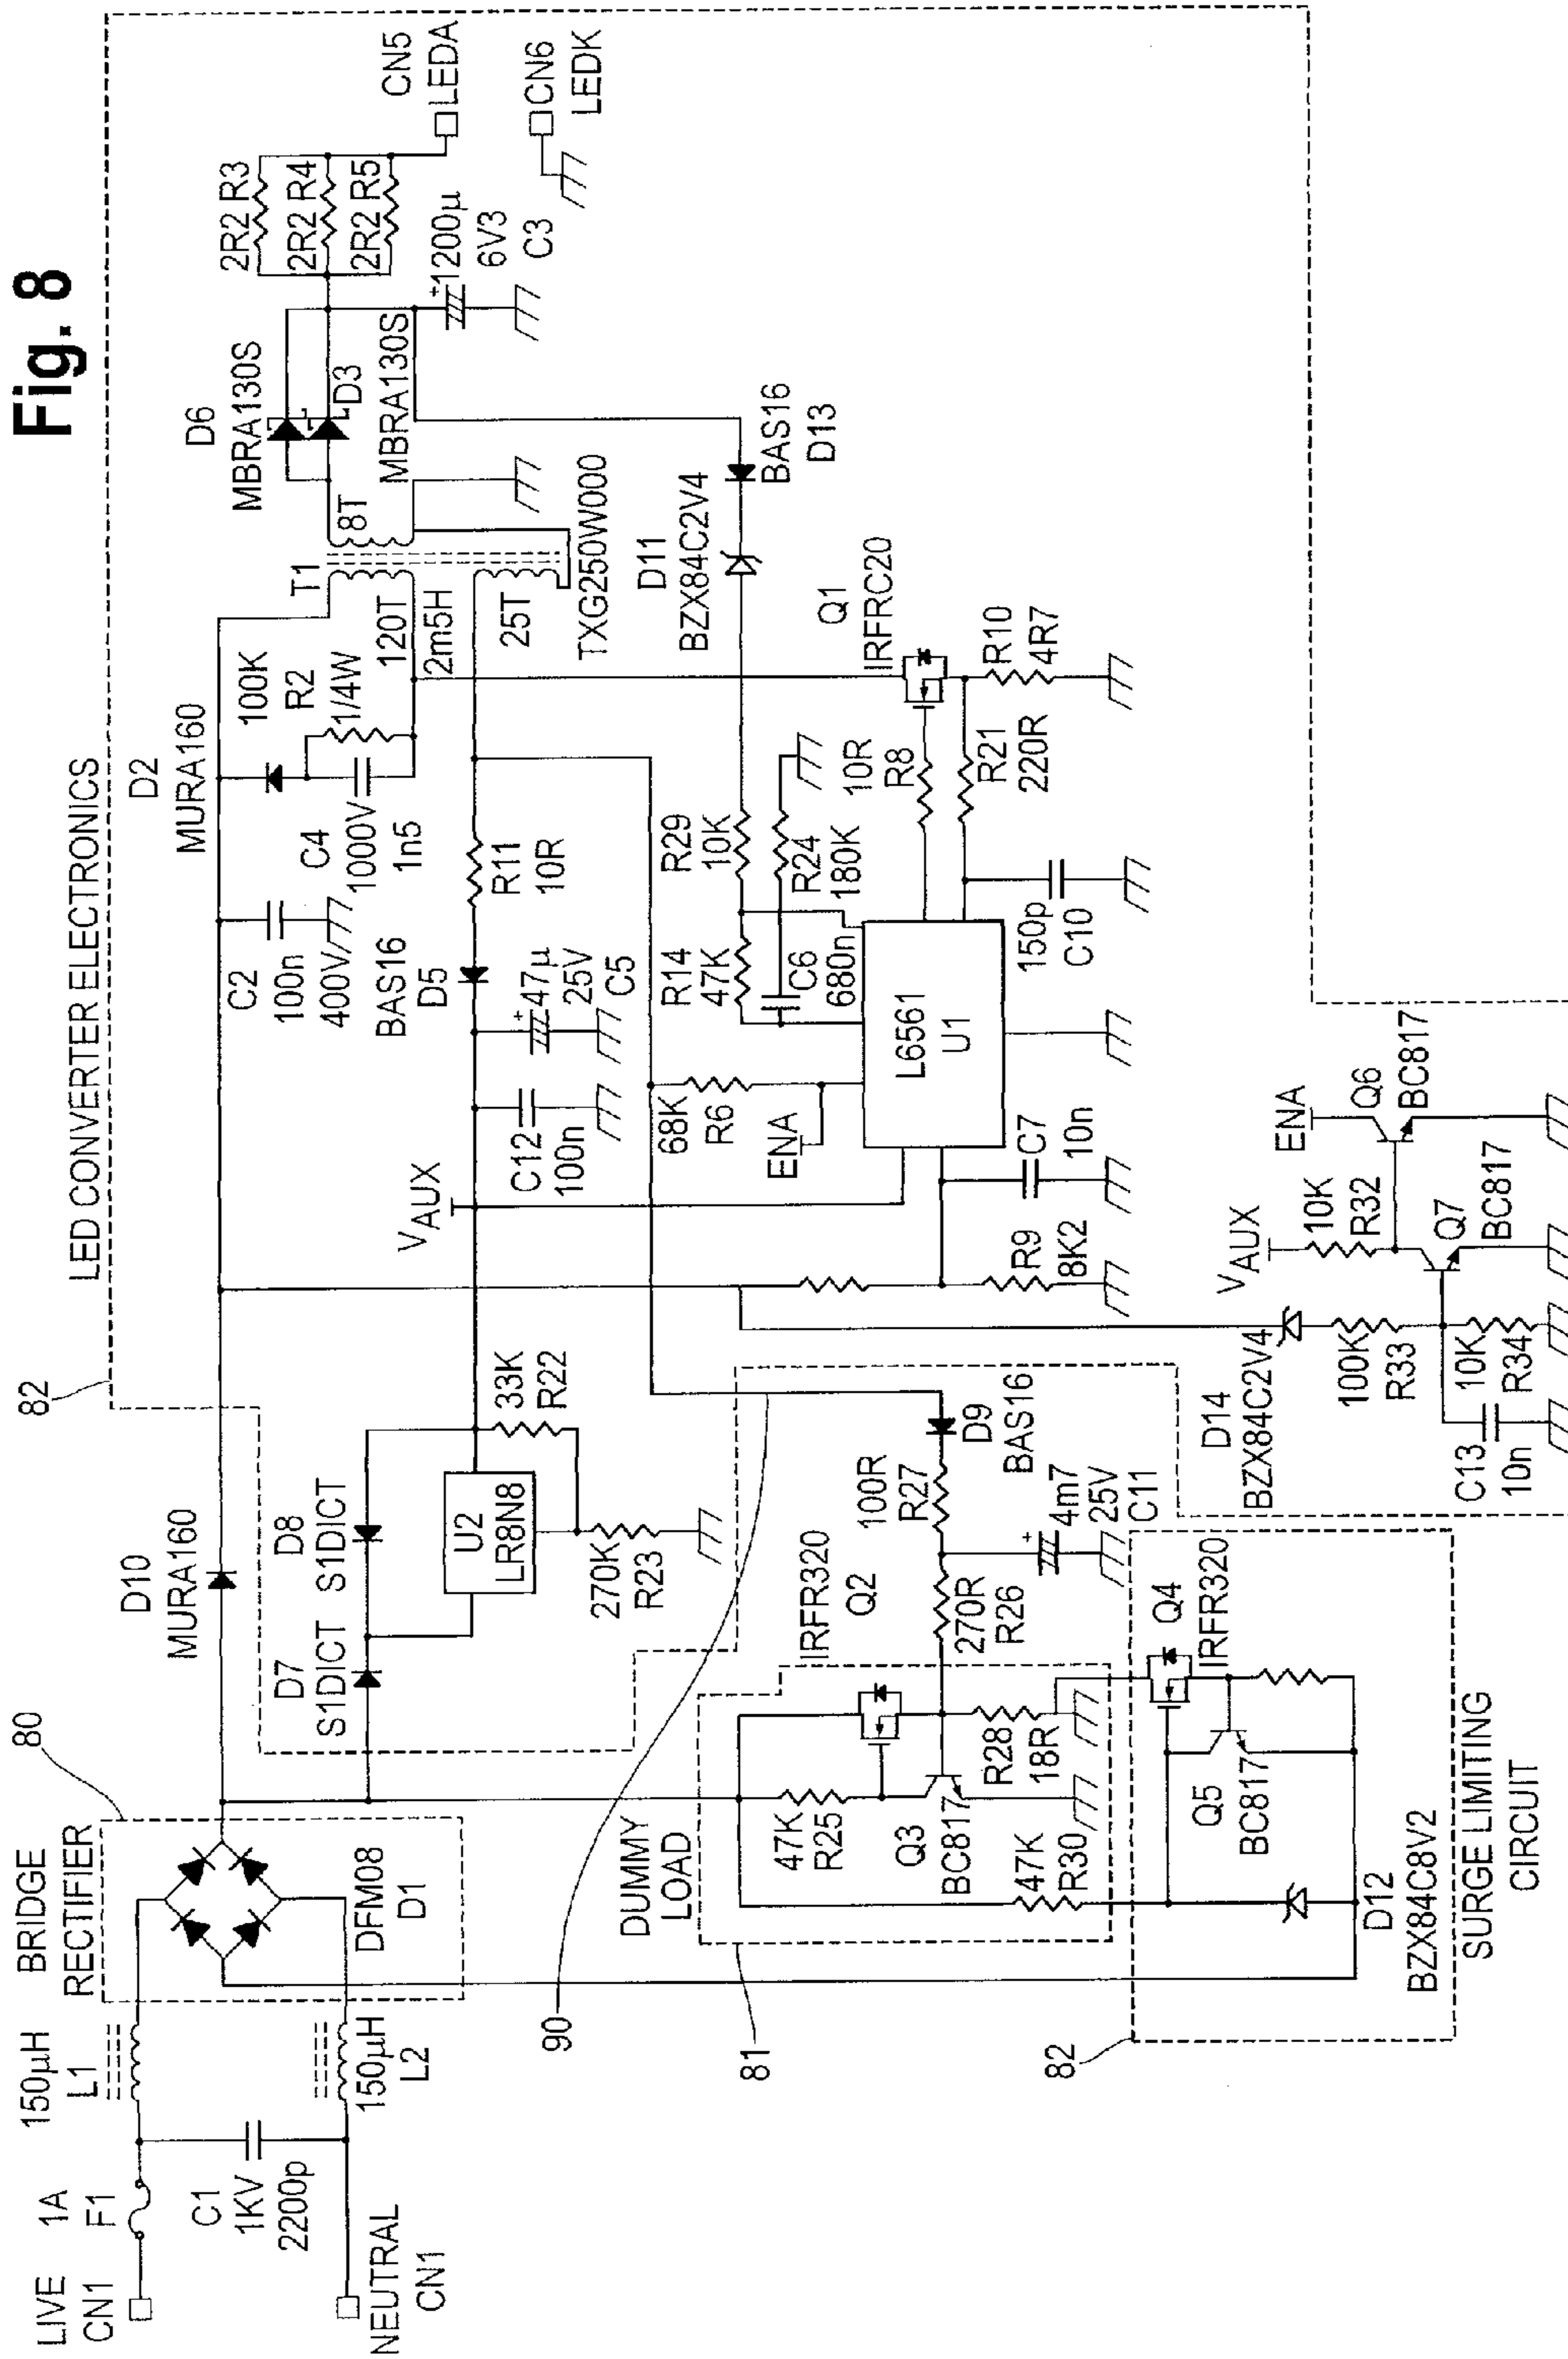 Fig. 8
LED CONVERTER ELECTRONICS
82
80
BRIDGE
RECTIFIER
DFM08
D1
LIVE
CN1
1A
F1
150µH
L1
C1
1KV
2200p
150µH
L2
NEUTRAL
CN1
D10
MURA160
D7
S1DICT
D8
S1DICT
U2
LR8N8
33K
R22
270K
R23
VAUX
C12
100n
47µ
25V
C5
BAS16
D5
R11
10R
C2
100n
400V
D2
MURA160
100K
R2
1/4W
C4
1000V
1n5
T1
120T
2m5H
8T
25T
TXG250W000
D6
MBRA130S
D3
MBRA130S
2R2 R3
2R2 R4
2R2 R5
1200µ
6V3
C3
CN5
LEDA
CN6
LEDK
BAS16
D13
D11
BZX84C2V4
R29
10K
R14
47K
R24
180K
C6
680n
68K
R6
ENA
L6561
U1
10R
R8
Q1
IRFRC20
R10
4R7
R21
220R
150p
C10
C7
10n
R9
8K2
90
DUMMY
LOAD
81
47K
R25
IRFR320
Q2
Q3
BC817
R28
18R
47K
R30
270R
R26
100R
R27
D9
BAS16
4m7
25V
C11
82
Q4
IRFR320
Q5
BC817
D12
BZX84C8V2
SURGE LIMITING
CIRCUIT
D14
BZX84C2V4
100K
R33
10K
R34
C13
10n
VAUX
10K
R32
Q7
BC817
ENA
Q6
BC817